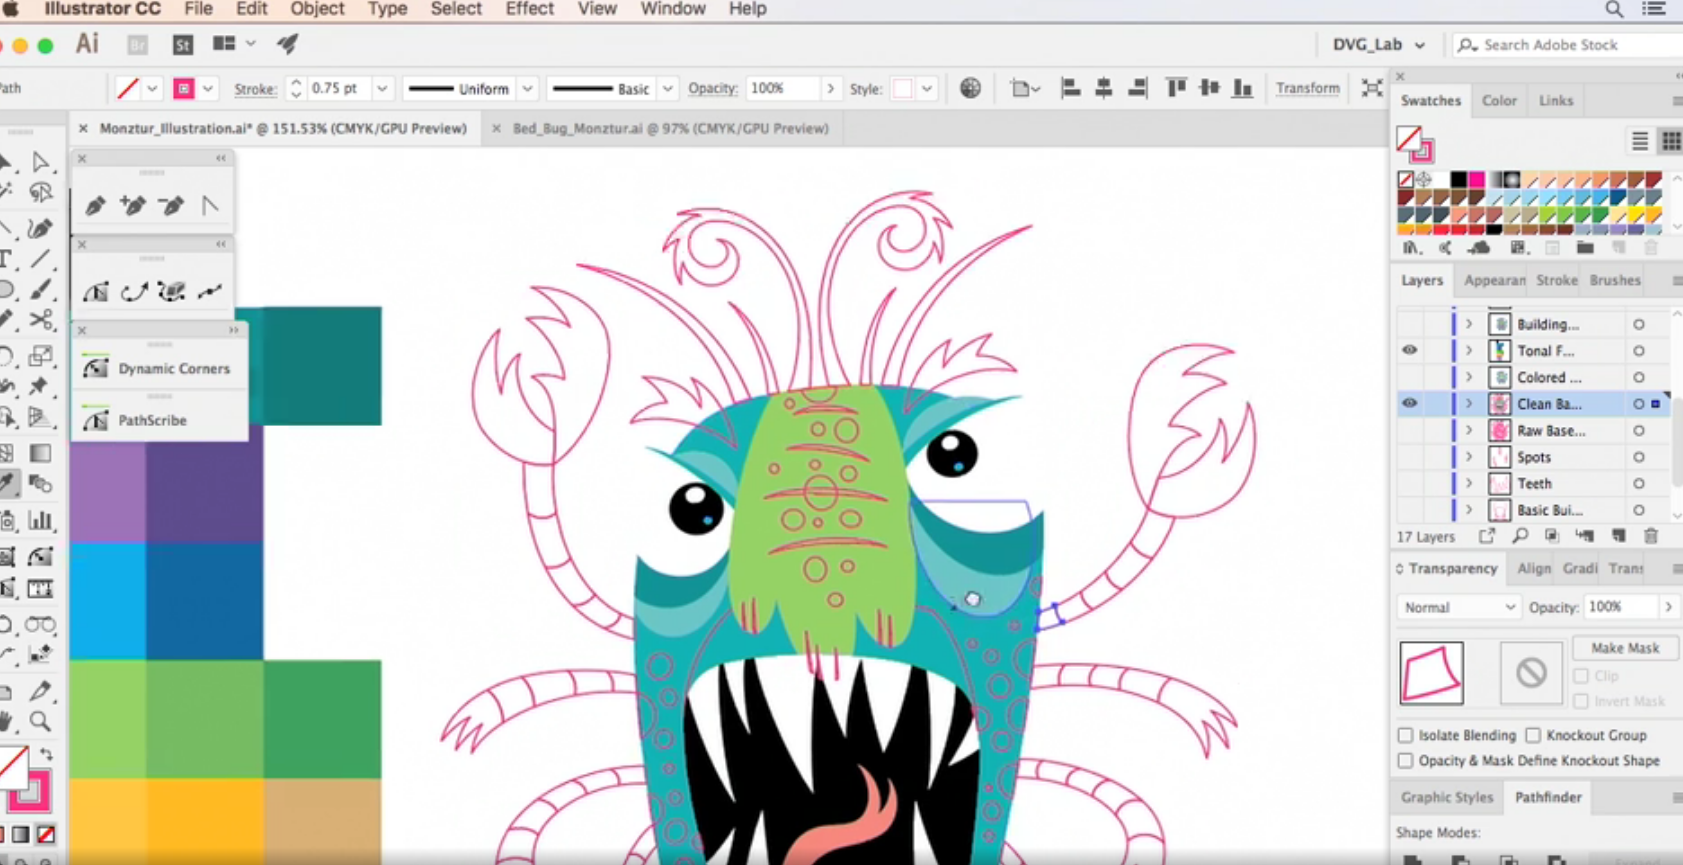 Illustrator CC File Edit Object Type Select Effect View Window Help
Ai Br St DVG_Lab Search Adobe Stock
Stroke: 0.75 pt Uniform Basic Opacity: 100% Style: Transform
Monztur_Illustration.ai* @ 151.53% (CMYK/GPU Preview)
Bed_Bug_Monztur.ai @ 97% (CMYK/GPU Preview)
Dynamic Corners
PathScribe
Swatches Color Links
Layers Appearan Stroke Brushes
Building...
Tonal F...
Colored ...
Clean Ba...
Raw Base...
Spots
Teeth
Basic Bui...
17 Layers
Transparency Align Gradi Tran
Normal Opacity: 100%
Make Mask
Clip
Invert Mask
Isolate Blending Knockout Group
Opacity & Mask Define Knockout Shape
Graphic Styles Pathfinder
Shape Modes: